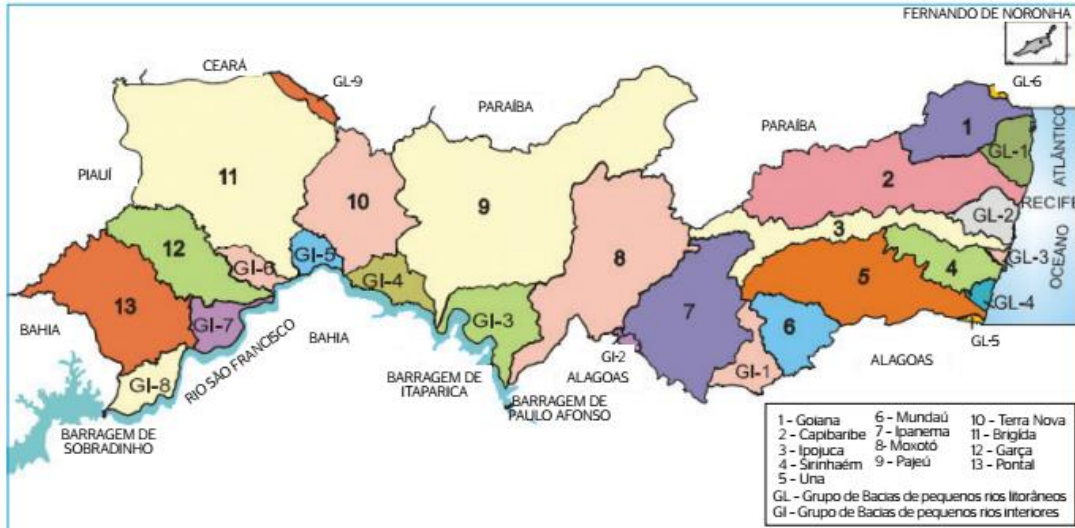 FERNANDO DE NORONHA
CEARÁ
GL-9
GL-6
PARAÍBA
PARAÍBA
1
GL-1
ATLÂNTICO
PIAUÍ
11
10
9
2
RECIFE
GL-2
3
12
GI-6
GI-5
GI-4
8
GL-3
OCEANO
4
5
13
GI-7
GI-3
7
6
GL-4
GL-5
BAHIA
BAHIA
GI-2
ALAGOAS
GI-1
ALAGOAS
GI-8
RIO SÃO FRANCISCO
BARRAGEM DE
ITAPARICA
BARRAGEM DE
PAULO AFONSO
BARRAGEM DE
SOBRADINHO
1 - Goiana
2 - Capibaribe
3 - Ipojuca
4 - Sirinhaém
5 - Una
6 - Mundaú
7 - Ipanema
8- Moxotó
9 - Pajeú
10 - Terra Nova
11 - Brigída
12 - Garça
13 - Pontal
GL - Grupo de Bacias de pequenos rios litorâneos
GI - Grupo de Bacias de pequenos rios interiores